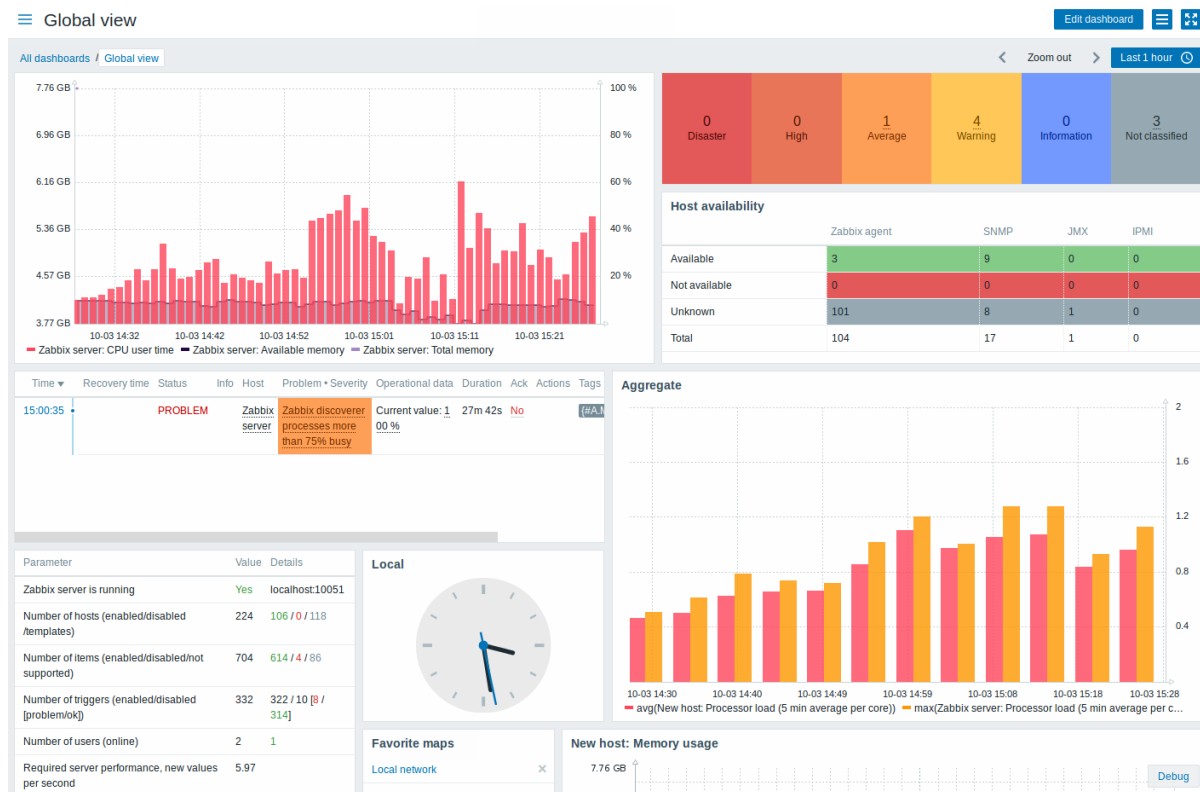 Global view
Edit dashboard
All dashboards / Global view
Zoom out
Last 1 hour
7.76 GB
6.96 GB
6.16 GB
5.36 GB
4.57 GB
3.77 GB
100 %
80 %
60 %
40 %
20 %
10-03 14:32 10-03 14:42 10-03 14:52 10-03 15:01 10-03 15:11 10-03 15:21
Zabbix server: CPU user time Zabbix server: Available memory Zabbix server: Total memory
0 0 1 4 0 3
Disaster High Average Warning Information Not classified
Host availability
Zabbix agent SNMP JMX IPMI
Available 3 9 0 0
Not available 0 0 0 0
Unknown 101 8 1 0
Total 104 17 1 0
Time Recovery time Status Info Host Problem • Severity Operational data Duration Ack Actions Tags
15:00:35 PROBLEM Zabbix Zabbix discoverer Current value: 1 27m 42s No {#A.M
server processes more 00 %
than 75% busy
Aggregate
2
1.6
1.2
0.8
0.4
10-03 14:30 10-03 14:40 10-03 14:49 10-03 14:59 10-03 15:08 10-03 15:18 10-03 15:28
avg(New host: Processor load (5 min average per core)) max(Zabbix server: Processor load (5 min average per c...
Parameter Value Details
Zabbix server is running Yes localhost:10051
Number of hosts (enabled/disabled 224 106 / 0 / 118
/templates)
Number of items (enabled/disabled/not 704 614 / 4 / 86
supported)
Number of triggers (enabled/disabled 332 322 / 10 [8 /
[problem/ok]) 314]
Number of users (online) 2 1
Required server performance, new values 5.97
per second
Local
Favorite maps
Local network
New host: Memory usage
7.76 GB
Debug